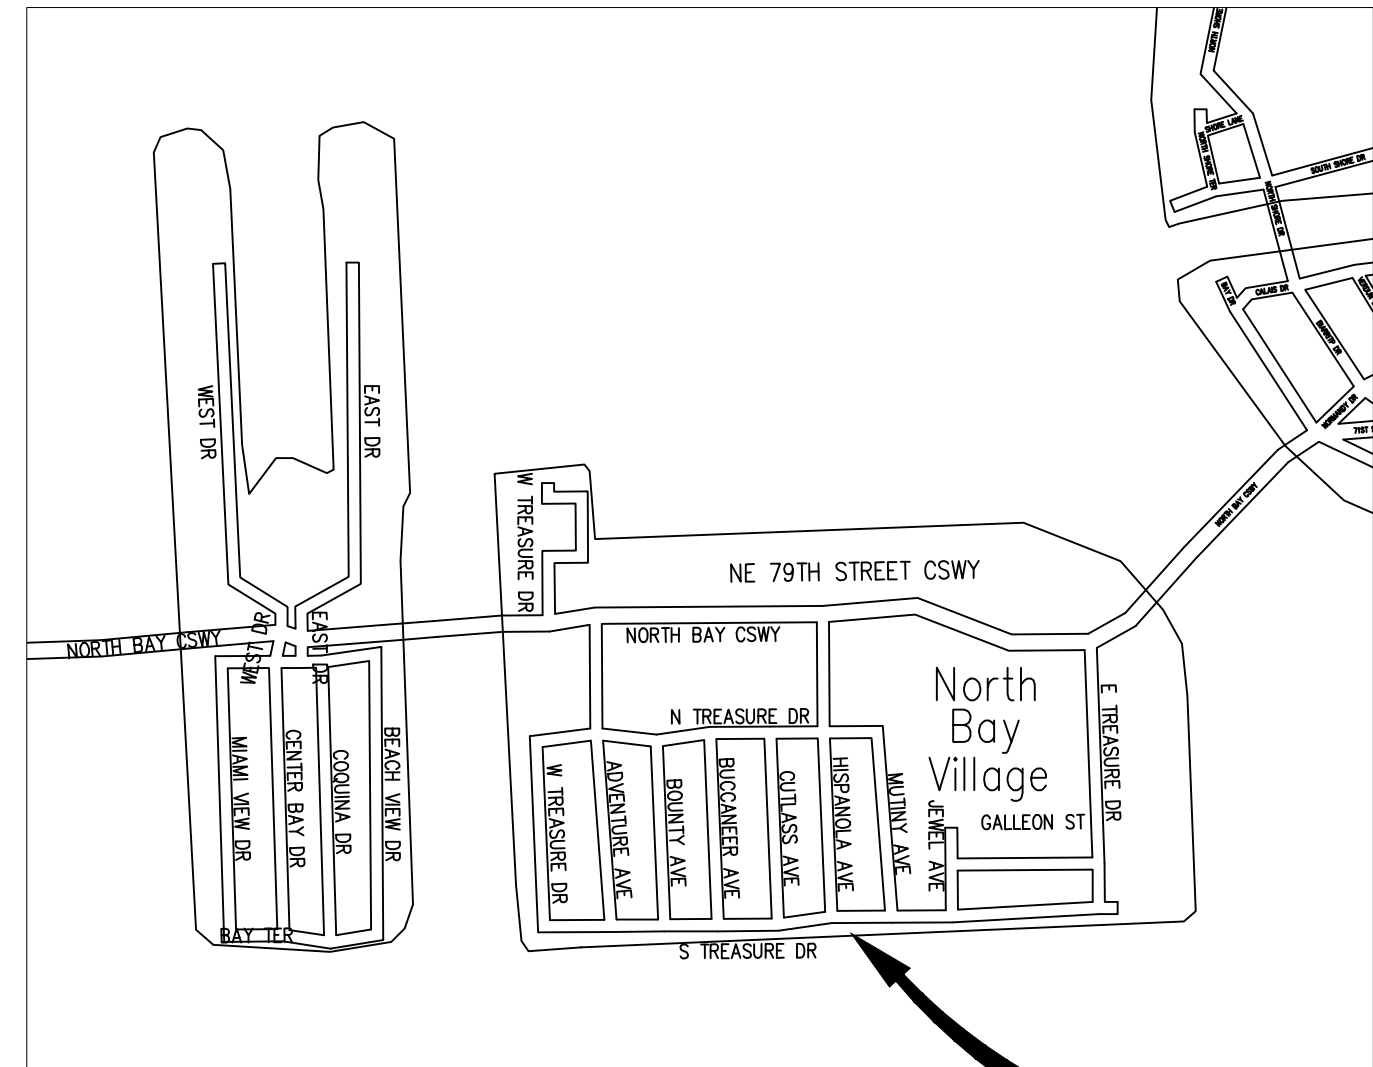 NORTH SHORE
SHORE LANE
NORTH SHORE TER
SOUTH SHORE DR
NORTH SHORE DR
BAY DR
CALAIS DR
NORMANDY DR
71ST
WEST DR
EAST DR
W TREASURE DR
NORTH BAY CSWY
NE 79TH STREET CSWY
WEST DR
EAST DR
NORTH BAY CSWY
NORTH BAY CSWY
North
Bay
Village
E TREASURE DR
N TREASURE DR
MIAMI VIEW DR
CENTER BAY DR
COQUINA DR
BEACH VIEW DR
W TREASURE DR
ADVENTURE AVE
BOUNTY AVE
BUCCANEER AVE
CUTLASS AVE
HISPANOLA AVE
MUTINY AVE
JEWEL AVE
GALLEON ST
BAY TER
S TREASURE DR